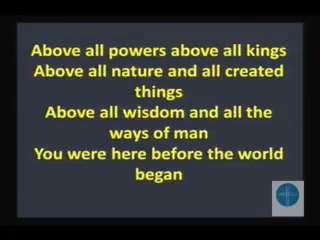 Above all powers above all kings
Above all nature and all created
things
Above all wisdom and all the
ways of man
You were here before the world
began